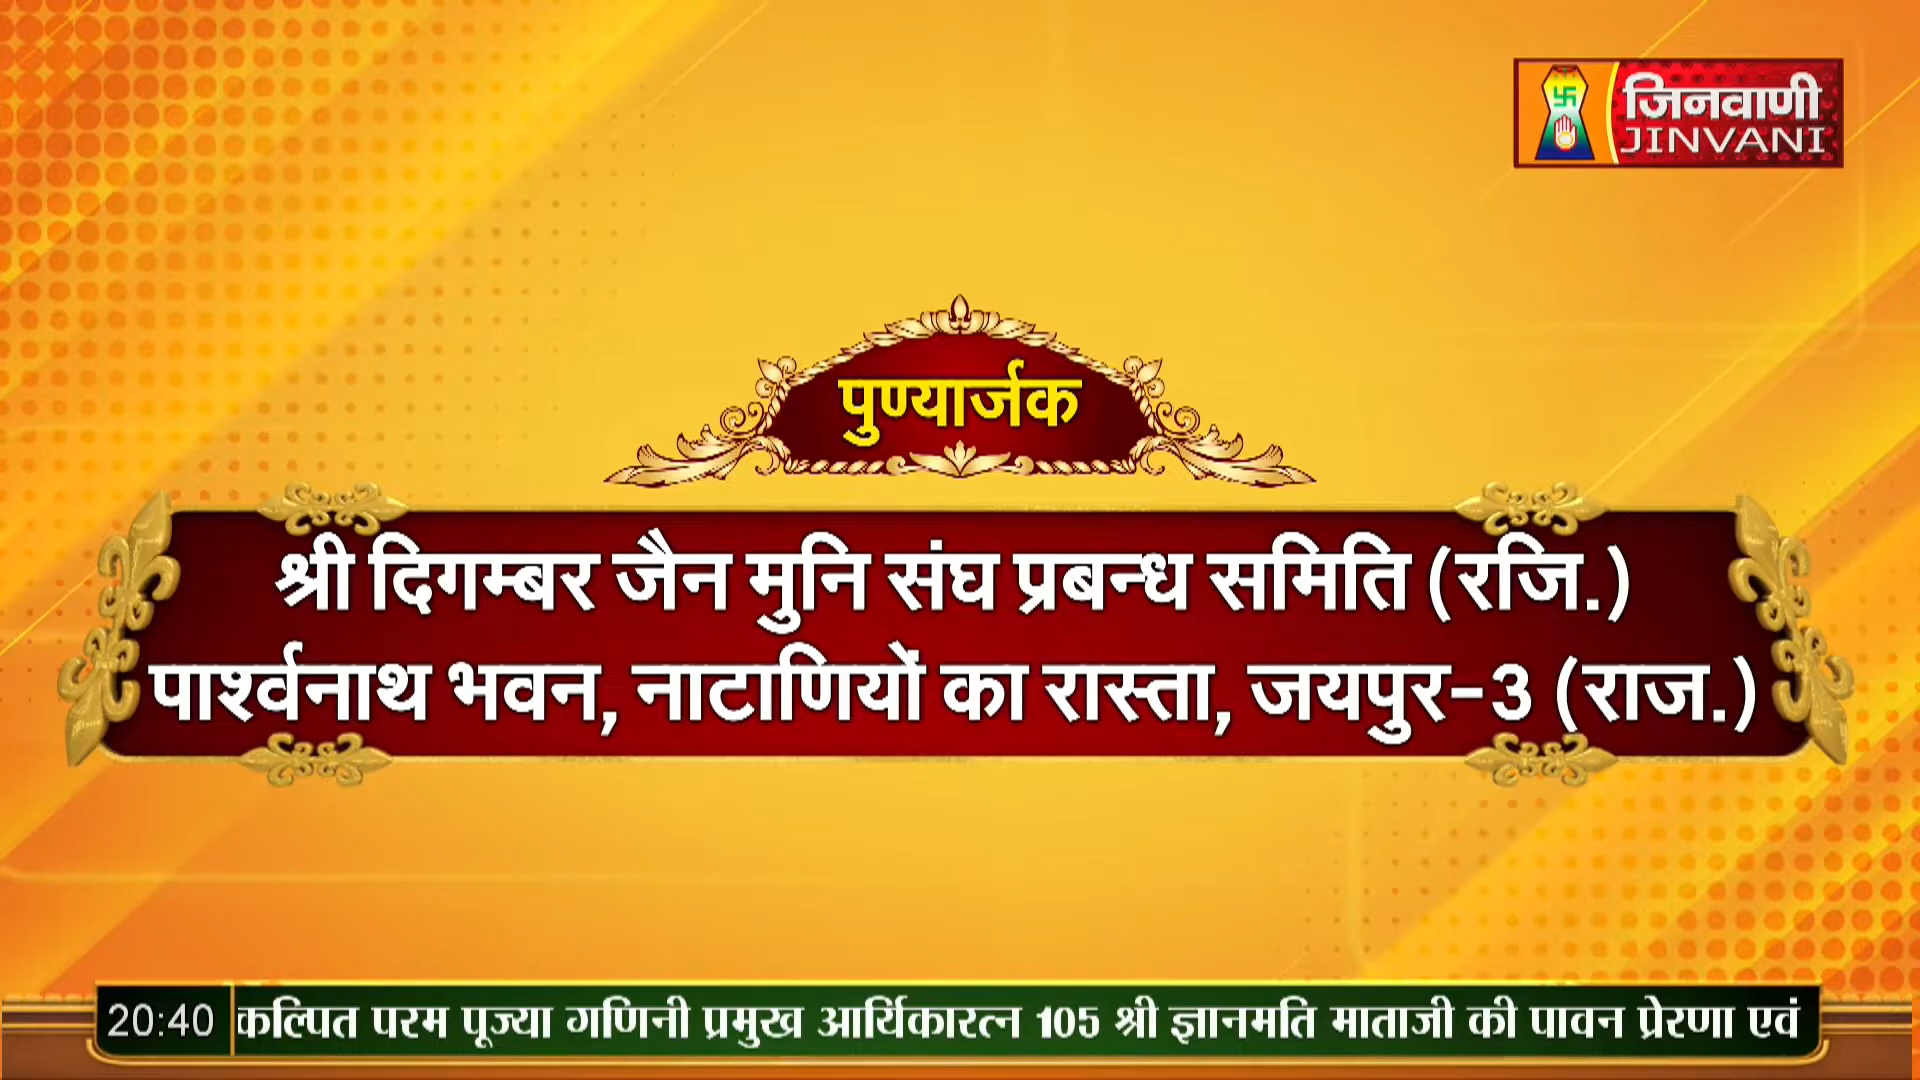 जिनवाणी
JINVANI
पुण्यार्जक
श्री दिगम्बर जैन मुनि संघ प्रबन्ध समिति (रजि.)
पार्श्वनाथ भवन, नाटाणियों का रास्ता, जयपुर-3 (राज.)
20:40 कल्पित परम पूज्या गणिनी प्रमुख आर्यिकारत्न 105 श्री ज्ञानमति माताजी की पावन प्रेरणा एवं